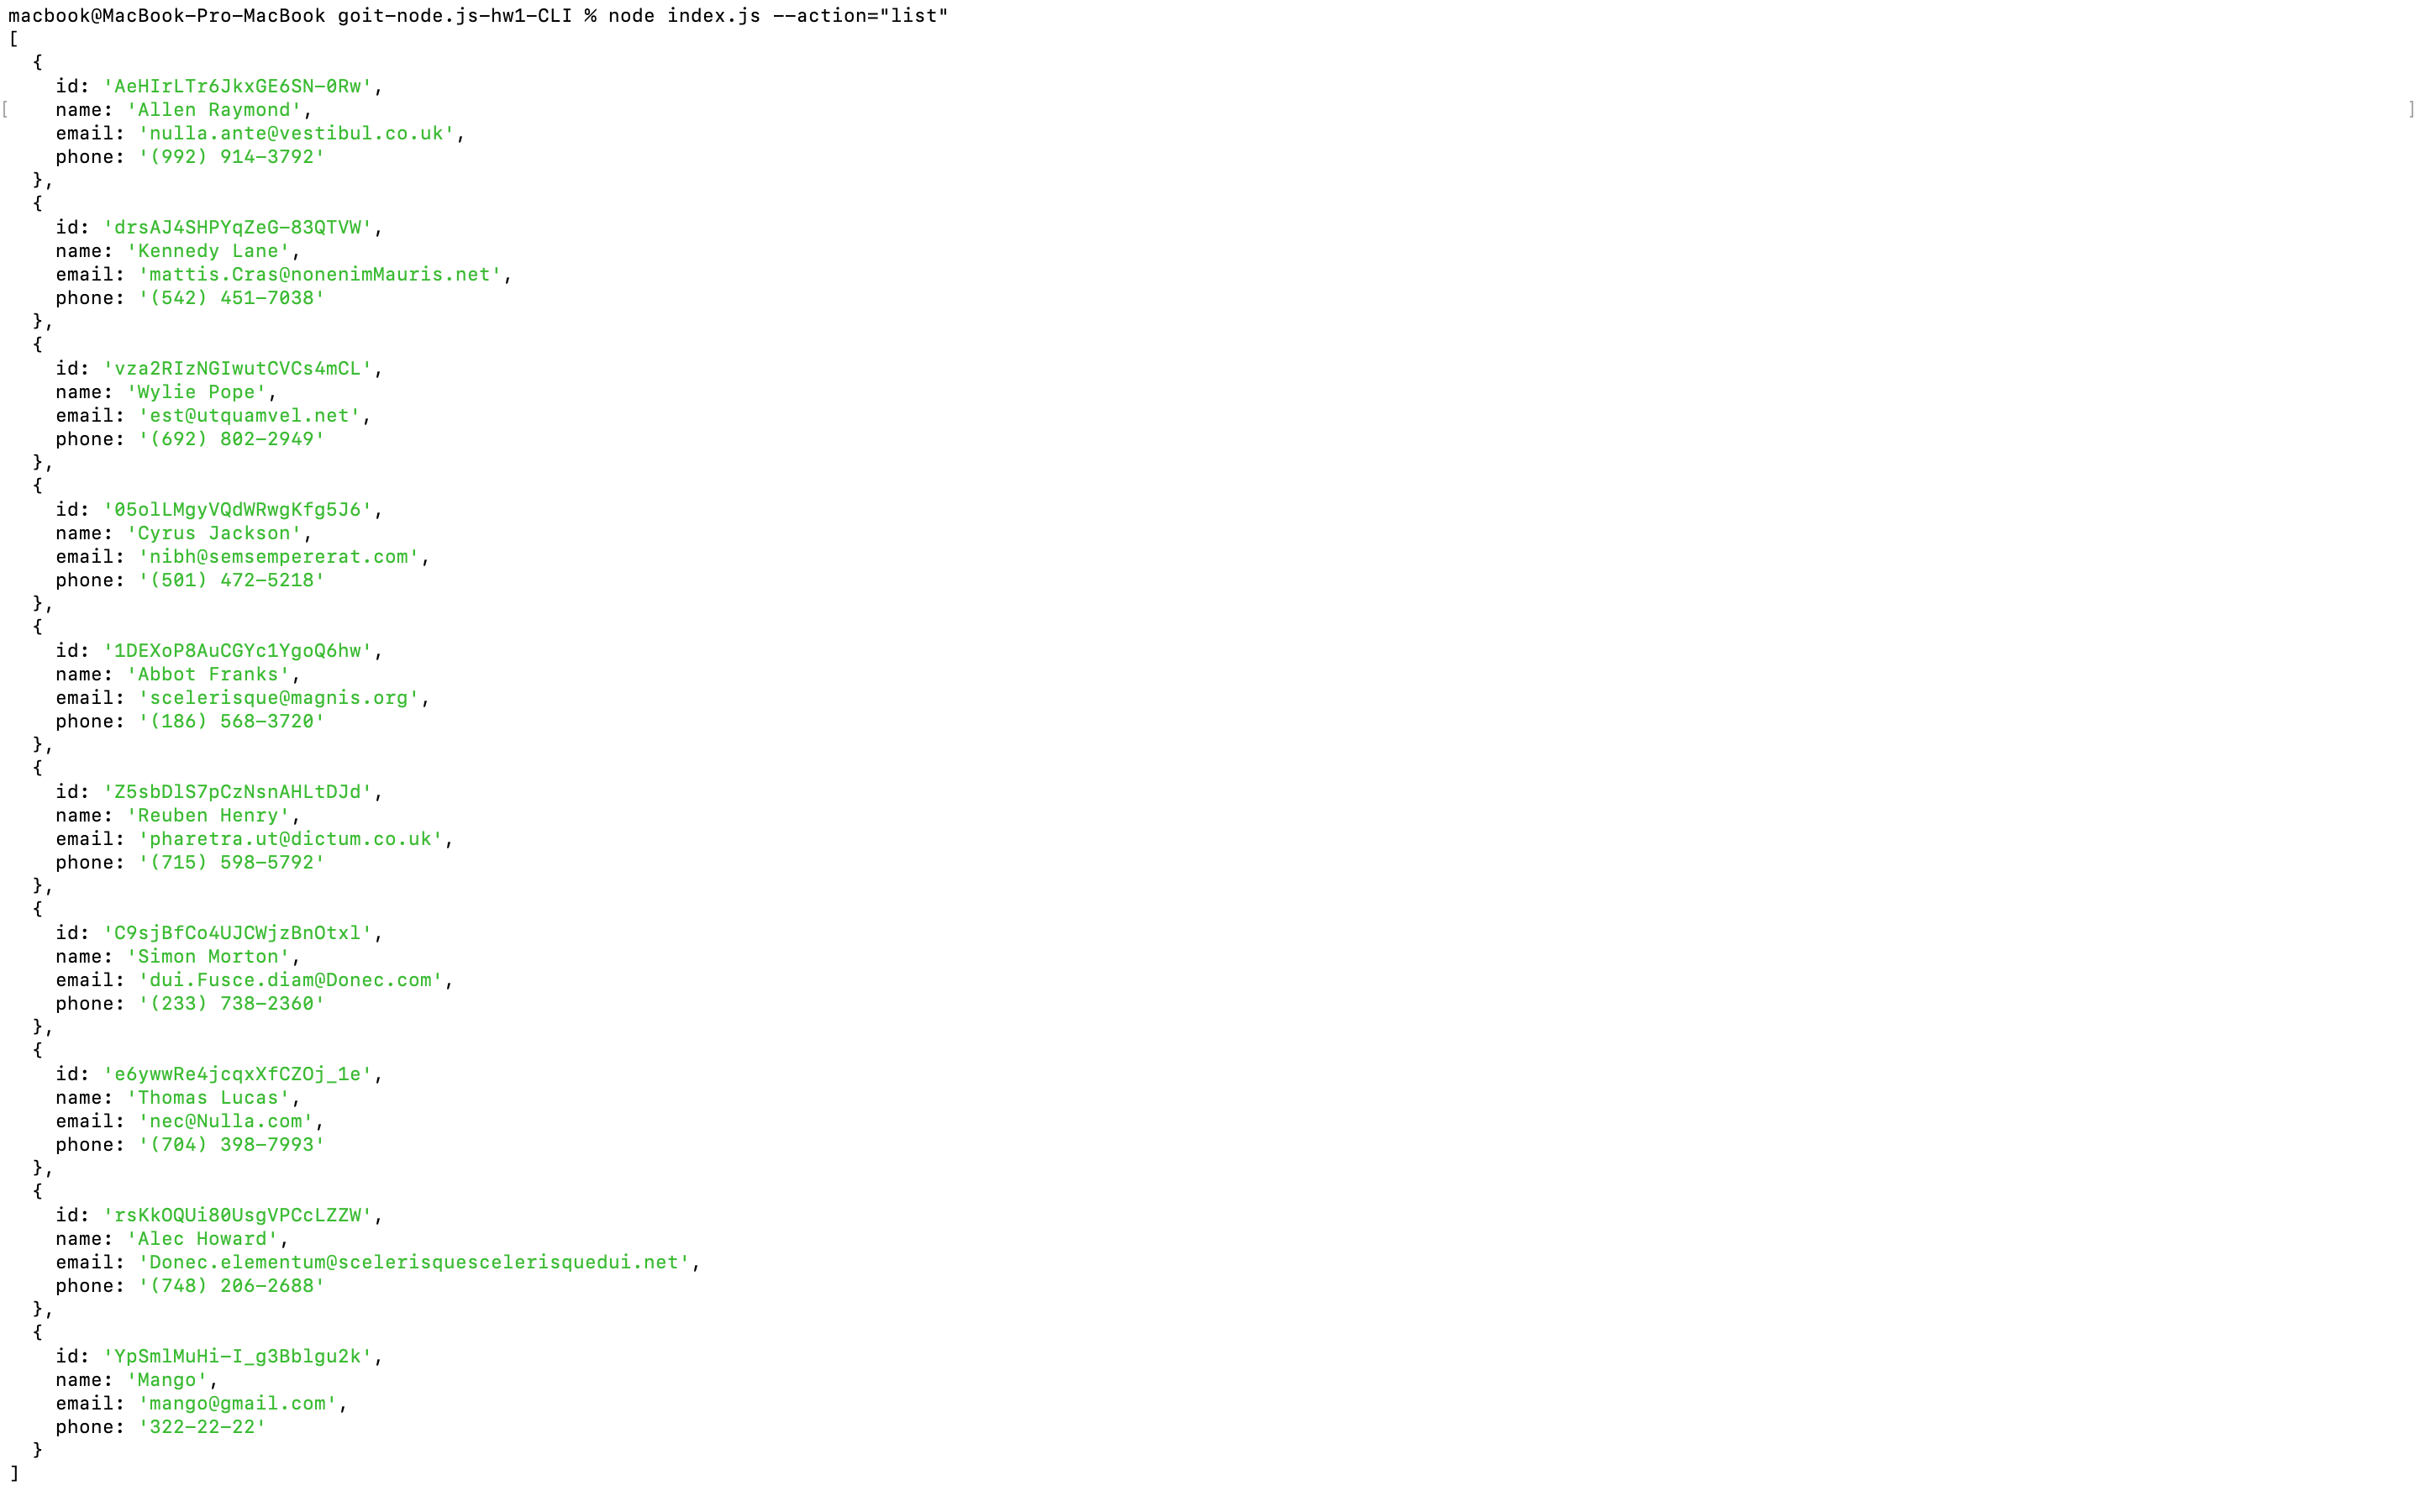 macbook@MacBook-Pro-MacBook goit-node.js-hw1-CLI % node index.js --action="list"
[
  {
    id: 'AeHIrLTr6JkxGE6SN-0Rw',
[   name: 'Allen Raymond', ]
    email: 'nulla.ante@vestibul.co.uk',
    phone: '(992) 914-3792'
  },
  {
    id: 'drsAJ4SHPYqZeG-83QTVW',
    name: 'Kennedy Lane',
    email: 'mattis.Cras@nonenimMauris.net',
    phone: '(542) 451-7038'
  },
  {
    id: 'vza2RIzNGIwutCVCs4mCL',
    name: 'Wylie Pope',
    email: 'est@utquamvel.net',
    phone: '(692) 802-2949'
  },
  {
    id: '05olLMgyVQdWRwgKfg5J6',
    name: 'Cyrus Jackson',
    email: 'nibh@semsempererat.com',
    phone: '(501) 472-5218'
  },
  {
    id: '1DEXoP8AuCGYc1YgoQ6hw',
    name: 'Abbot Franks',
    email: 'scelerisque@magnis.org',
    phone: '(186) 568-3720'
  },
  {
    id: 'Z5sbDlS7pCzNsnAHLtDJd',
    name: 'Reuben Henry',
    email: 'pharetra.ut@dictum.co.uk',
    phone: '(715) 598-5792'
  },
  {
    id: 'C9sjBfCo4UJCWjzBnOtxl',
    name: 'Simon Morton',
    email: 'dui.Fusce.diam@Donec.com',
    phone: '(233) 738-2360'
  },
  {
    id: 'e6ywwRe4jcqxXfCZOj_1e',
    name: 'Thomas Lucas',
    email: 'nec@Nulla.com',
    phone: '(704) 398-7993'
  },
  {
    id: 'rsKkOQUi80UsgVPCcLZZW',
    name: 'Alec Howard',
    email: 'Donec.elementum@scelerisquescelerisquedui.net',
    phone: '(748) 206-2688'
  },
  {
    id: 'YpSmlMuHi-I_g3Bblgu2k',
    name: 'Mango',
    email: 'mango@gmail.com',
    phone: '322-22-22'
  }
]